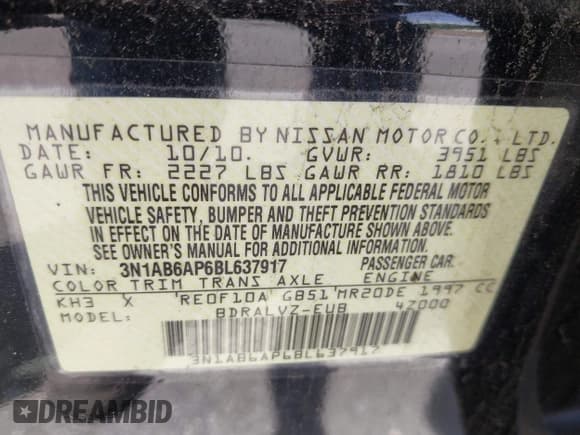 MANUFACTURED BY NISSAN MOTOR CO., LTD.
DATE: 10/10. GVWR: 3951 LBS
GAWR FR: 2227 LBS GAWR RR: 1810 LBS
THIS VEHICLE CONFORMS TO ALL APPLICABLE FEDERAL MOTOR
VEHICLE SAFETY, BUMPER AND THEFT PREVENTION STANDARDS
IN EFFECT ON THE DATE OF MANUFACTURE SHOWN ABOVE.
SEE OWNER'S MANUAL FOR ADDITIONAL INFORMATION.
VIN: 3N1AB6AP6BL637917 PASSENGER CAR
COLOR TRIM TRANS AXLE ENGINE
KH3 X 'RE0F10A GB51'MR20DE 1997 CC
MODEL: BDRALVZ-EUB 4Z000
3N1AB6AP6BL637917
DREAMBID